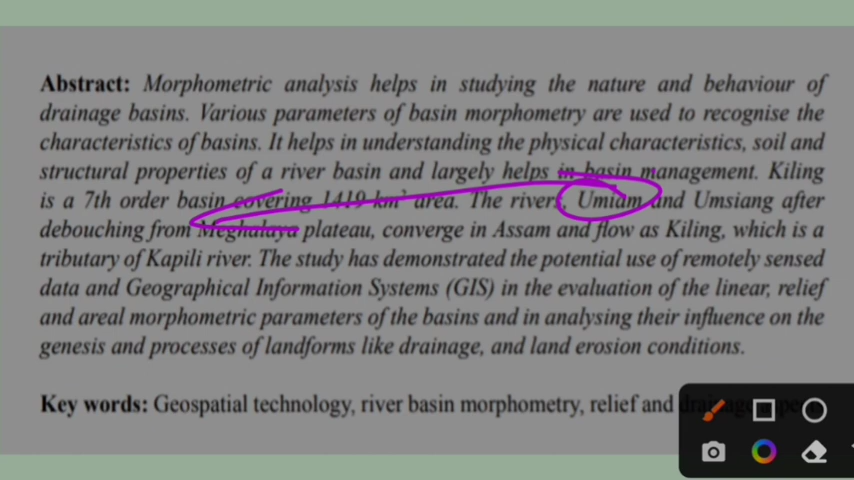 Abstract: Morphometric analysis helps in studying the nature and behaviour of
drainage basins. Various parameters of basin morphometry are used to recognise the
characteristics of basins. It helps in understanding the physical characteristics, soil and
structural properties of a river basin and largely helps in basin management. Kiling
is a 7th order basin covering 1419 km² area. The rivers, Umiam and Umsiang after
debouching from Meghalaya plateau, converge in Assam and flow as Kiling, which is a
tributary of Kapili river. The study has demonstrated the potential use of remotely sensed
data and Geographical Information Systems (GIS) in the evaluation of the linear, relief
and areal morphometric parameters of the basins and in analysing their influence on the
genesis and processes of landforms like drainage, and land erosion conditions.
Key words: Geospatial technology, river basin morphometry, relief and drainage